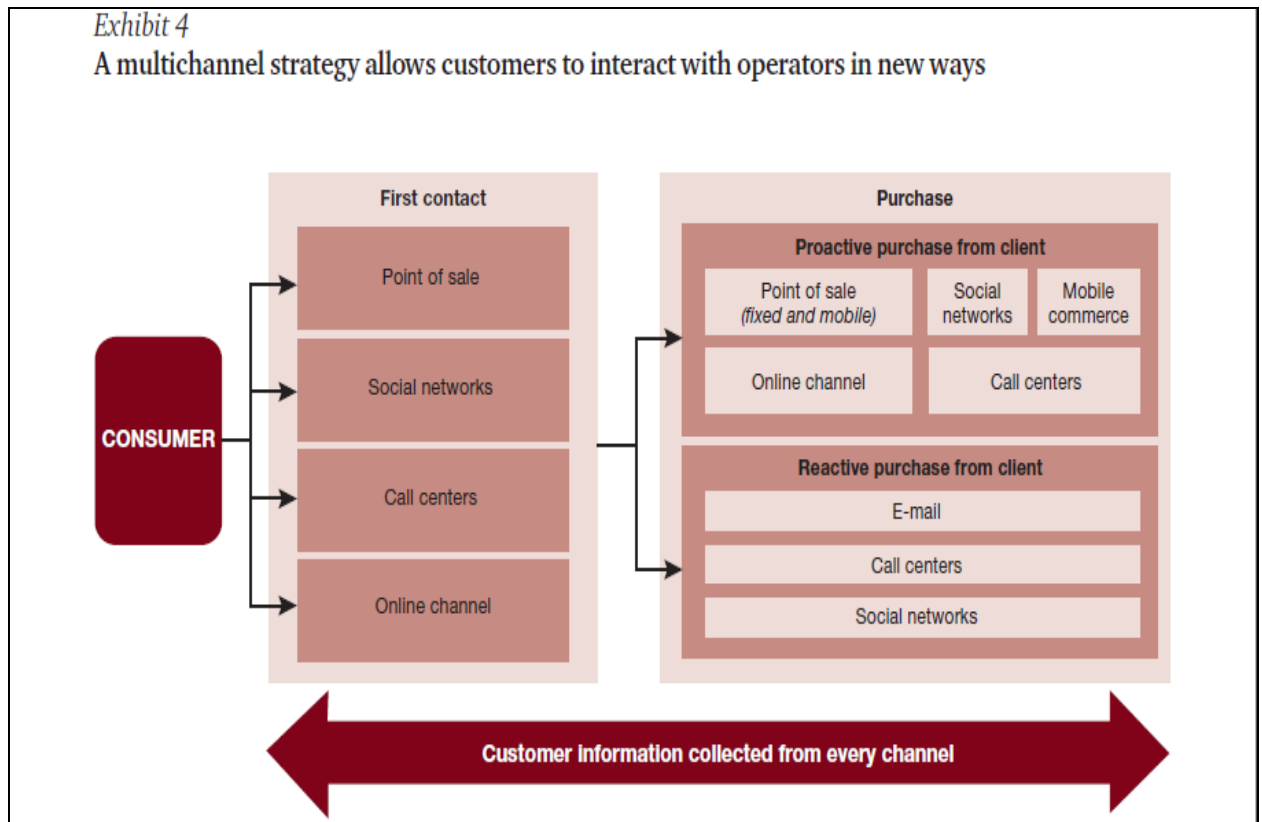 Exhibit 4
A multichannel strategy allows customers to interact with operators in new ways
CONSUMER
First contact
Point of sale
Social networks
Call centers
Online channel
Purchase
Proactive purchase from client
Point of sale
(fixed and mobile)
Social
networks
Mobile
commerce
Online channel
Call centers
Reactive purchase from client
E-mail
Call centers
Social networks
Customer information collected from every channel